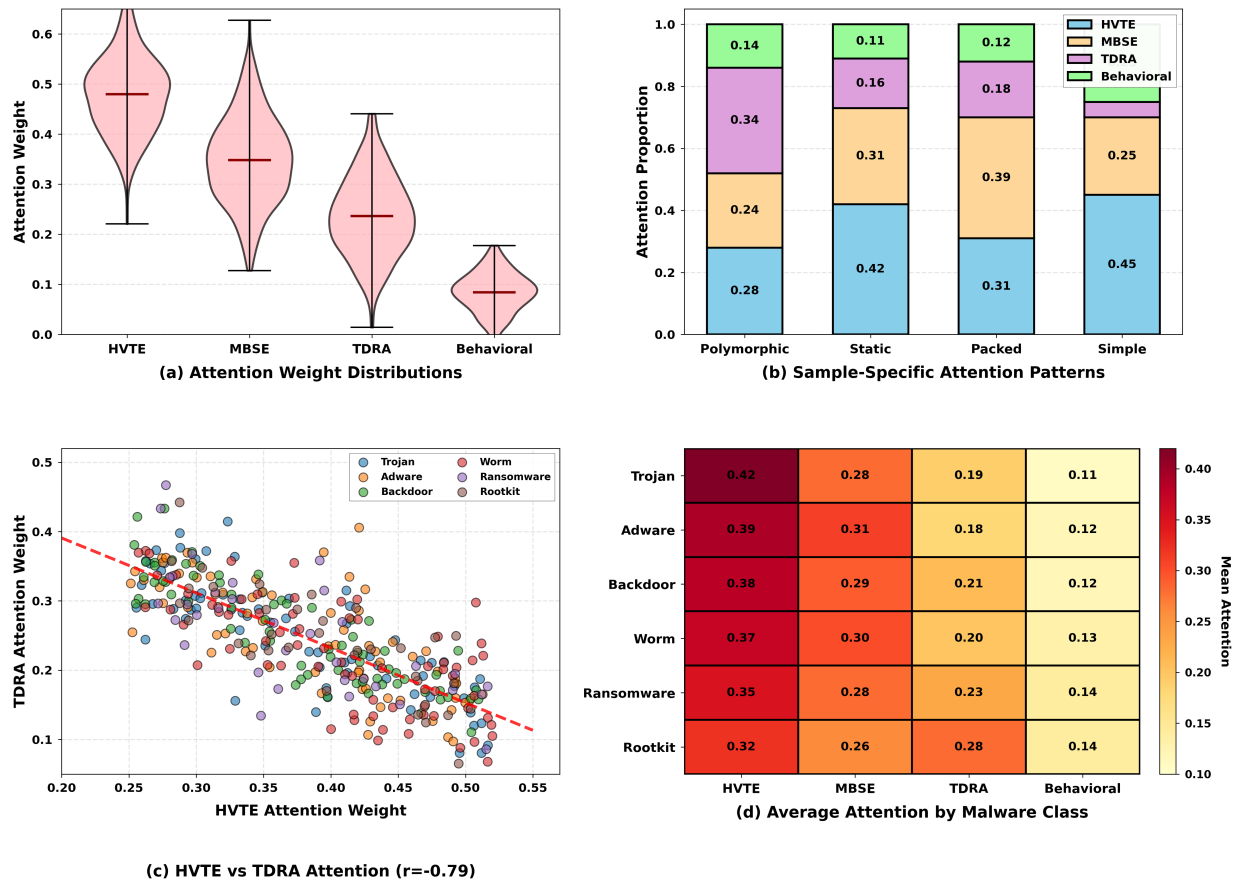 0.6
0.5
0.4
0.3
0.2
0.1
0.0
Attention Weight
HVTE MBSE TDRA Behavioral
(a) Attention Weight Distributions
1.0
0.8
0.6
0.4
0.2
0.0
Attention Proportion
HVTE
MBSE
TDRA
Behavioral
0.14 0.11 0.12
0.34 0.16 0.18
0.24 0.31 0.39 0.25
0.28 0.42 0.31 0.45
Polymorphic Static Packed Simple
(b) Sample-Specific Attention Patterns
0.5
0.4
0.3
0.2
0.1
TDRA Attention Weight
Trojan Worm
Adware Ransomware
Backdoor Rootkit
0.20 0.25 0.30 0.35 0.40 0.45 0.50 0.55
HVTE Attention Weight
(c) HVTE vs TDRA Attention (r=-0.79)
Trojan 0.42 0.28 0.19 0.11
Adware 0.39 0.31 0.18 0.12
Backdoor 0.38 0.29 0.21 0.12
Worm 0.37 0.30 0.20 0.13
Ransomware 0.35 0.28 0.23 0.14
Rootkit 0.32 0.26 0.28 0.14
HVTE MBSE TDRA Behavioral
(d) Average Attention by Malware Class
0.40
0.35
0.30
0.25
0.20
0.15
0.10
Mean Attention